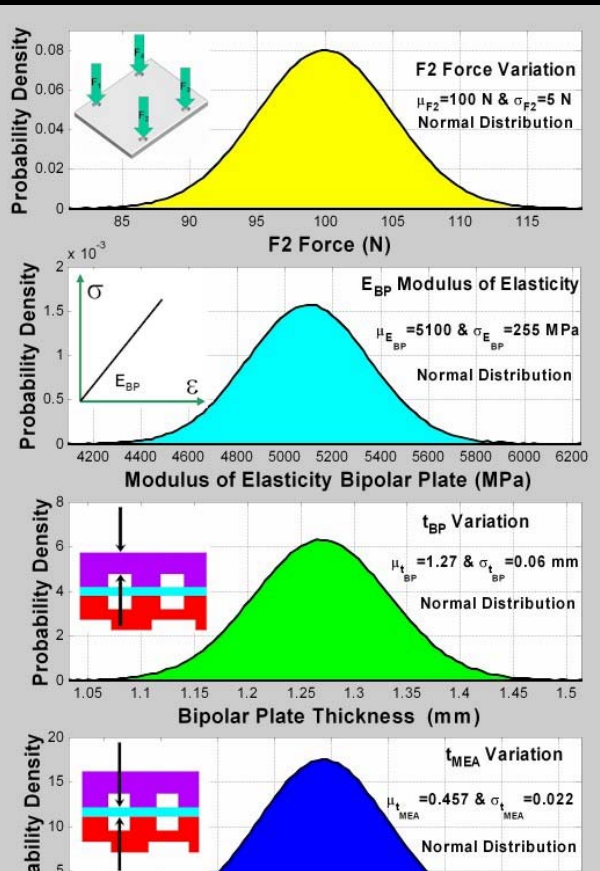 Probability Density
0.08
0.06
0.04
0.02
0
F4
F1
F3
F2
F2 Force Variation
μF2=100 N & σF2=5 N
Normal Distribution
85 90 95 100 105 110 115
F2 Force (N)
Probability Density
x 10-3
2
1.5
1
0.5
0
σ
EBP
ε
EBP Modulus of Elasticity
μEBP=5100 & σEBP=255 MPa
Normal Distribution
4200 4400 4600 4800 5000 5200 5400 5600 5800 6000 6200
Modulus of Elasticity Bipolar Plate (MPa)
Probability Density
8
6
4
2
0
tBP Variation
μtBP=1.27 & σtBP=0.06 mm
Normal Distribution
1.05 1.1 1.15 1.2 1.25 1.3 1.35 1.4 1.45 1.5
Bipolar Plate Thickness (mm)
ability Density
20
15
10
5
tMEA Variation
μtMEA=0.457 & σtMEA=0.022
Normal Distribution